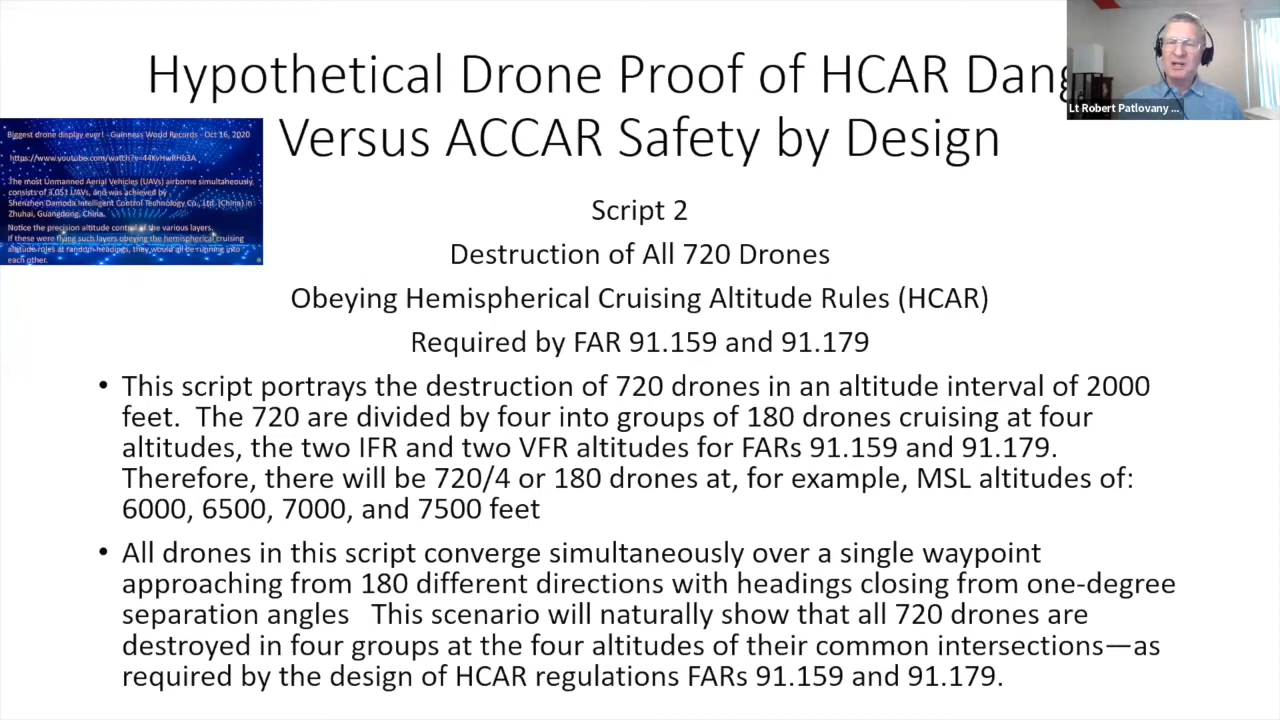 Hypothetical Drone Proof of HCAR Dang
Versus ACCAR Safety by Design
Lt Robert Patlovany ...
Biggest drone display ever! - Guinness World Records - Oct 16, 2020
https://www.youtube.com/watch?v=44KvHwRHb3A
The most Unmanned Aerial Vehicles (UAVs) airborne simultaneously
consists of 3,051 UAVs, and was achieved by
Shenzhen Damoda Intelligent Control Technology Co., Ltd. (China) in
Zhuhai, Guangdong, China.
Notice the precision altitude control of the various layers.
If these were flying such layers obeying the hemispherical cruising
altitude rules at random headings, they would all be running into
each other.
8
Script 2
Destruction of All 720 Drones
Obeying Hemispherical Cruising Altitude Rules (HCAR)
Required by FAR 91.159 and 91.179
• This script portrays the destruction of 720 drones in an altitude interval of 2000
feet. The 720 are divided by four into groups of 180 drones cruising at four
altitudes, the two IFR and two VFR altitudes for FARs 91.159 and 91.179.
Therefore, there will be 720/4 or 180 drones at, for example, MSL altitudes of:
6000, 6500, 7000, and 7500 feet
• All drones in this script converge simultaneously over a single waypoint
approaching from 180 different directions with headings closing from one-degree
separation angles This scenario will naturally show that all 720 drones are
destroyed in four groups at the four altitudes of their common intersections—as
required by the design of HCAR regulations FARs 91.159 and 91.179.